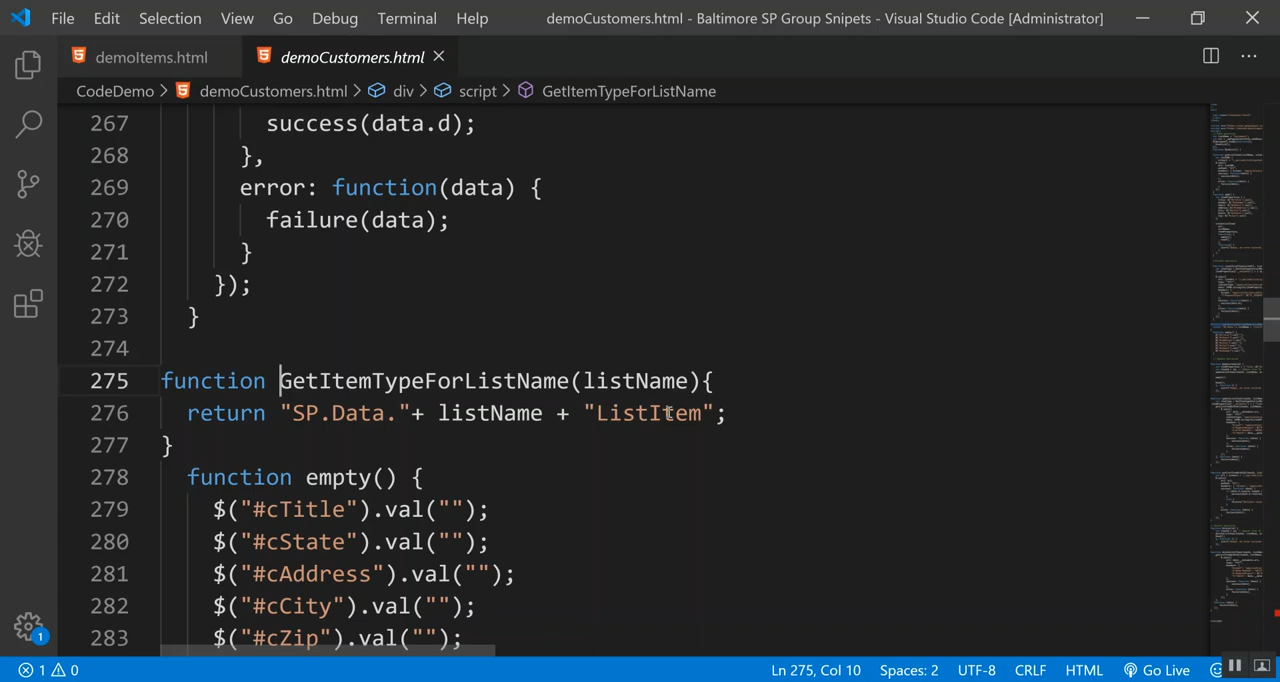 File Edit Selection View Go Debug Terminal Help demoCustomers.html - Baltimore SP Group Snipets - Visual Studio Code [Administrator]
demoItems.html demoCustomers.html
CodeDemo > demoCustomers.html > div > script > GetItemTypeForListName
267 success(data.d);
268 },
269 error: function(data) {
270 failure(data);
271 }
272 });
273 }
274
275 function GetItemTypeForListName(listName){
276 return "SP.Data."+ listName + "ListItem";
277 }
278 function empty() {
279 $("#cTitle").val("");
280 $("#cState").val("");
281 $("#cAddress").val("");
282 $("#cCity").val("");
283 $("#cZip").val("");
1
1 0 Ln 275, Col 10 Spaces: 2 UTF-8 CRLF HTML Go Live